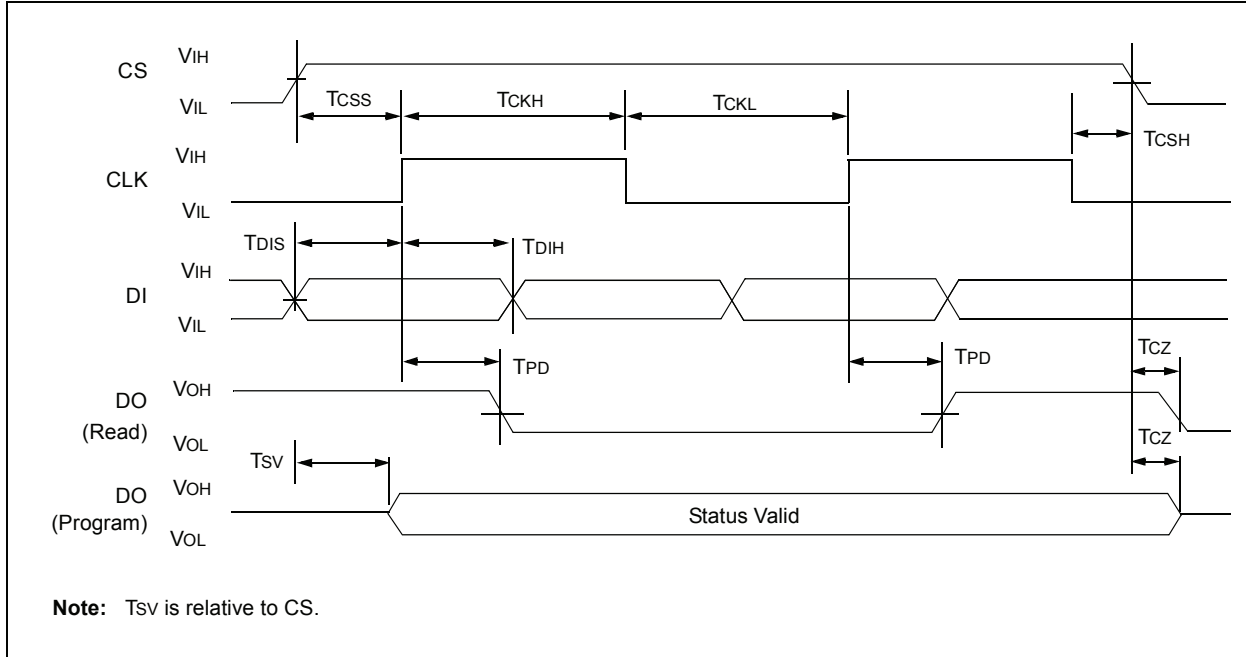 VIH
CS
VIL
TCSS
TCKH
TCKL
TCSH
VIH
CLK
VIL
TDIS
TDIH
VIH
DI
VIL
TPD
TPD
TCZ
VOH
DO
(Read)
VOL
TCZ
TSV
VOH
DO
(Program)
Status Valid
VOL
Note: TSV is relative to CS.